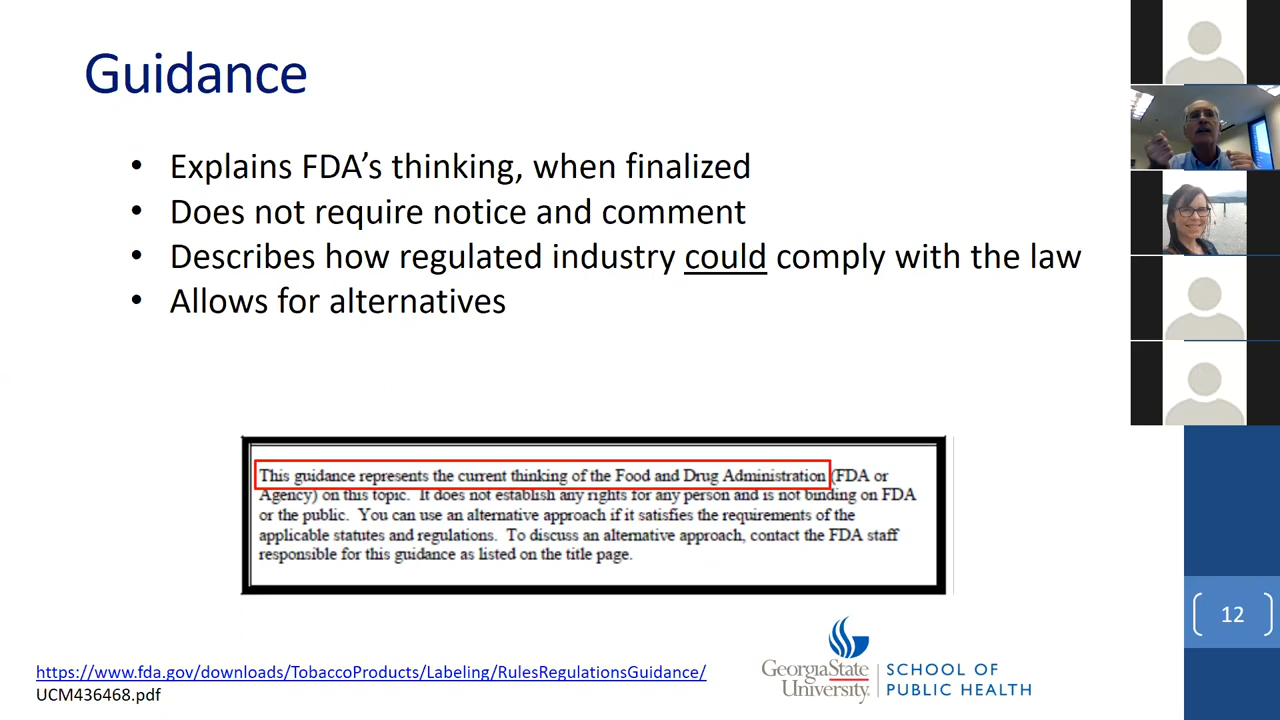 Guidance
• Explains FDA’s thinking, when finalized
• Does not require notice and comment
• Describes how regulated industry could comply with the law
• Allows for alternatives
This guidance represents the current thinking of the Food and Drug Administration (FDA or
Agency) on this topic.  It does not establish any rights for any person and is not binding on FDA
or the public.  You can use an alternative approach if it satisfies the requirements of the
applicable statutes and regulations.  To discuss an alternative approach, contact the FDA staff
responsible for this guidance as listed on the title page.
12
https://www.fda.gov/downloads/TobaccoProducts/Labeling/RulesRegulationsGuidance/
UCM436468.pdf
GeorgiaState
University
SCHOOL OF
PUBLIC HEALTH